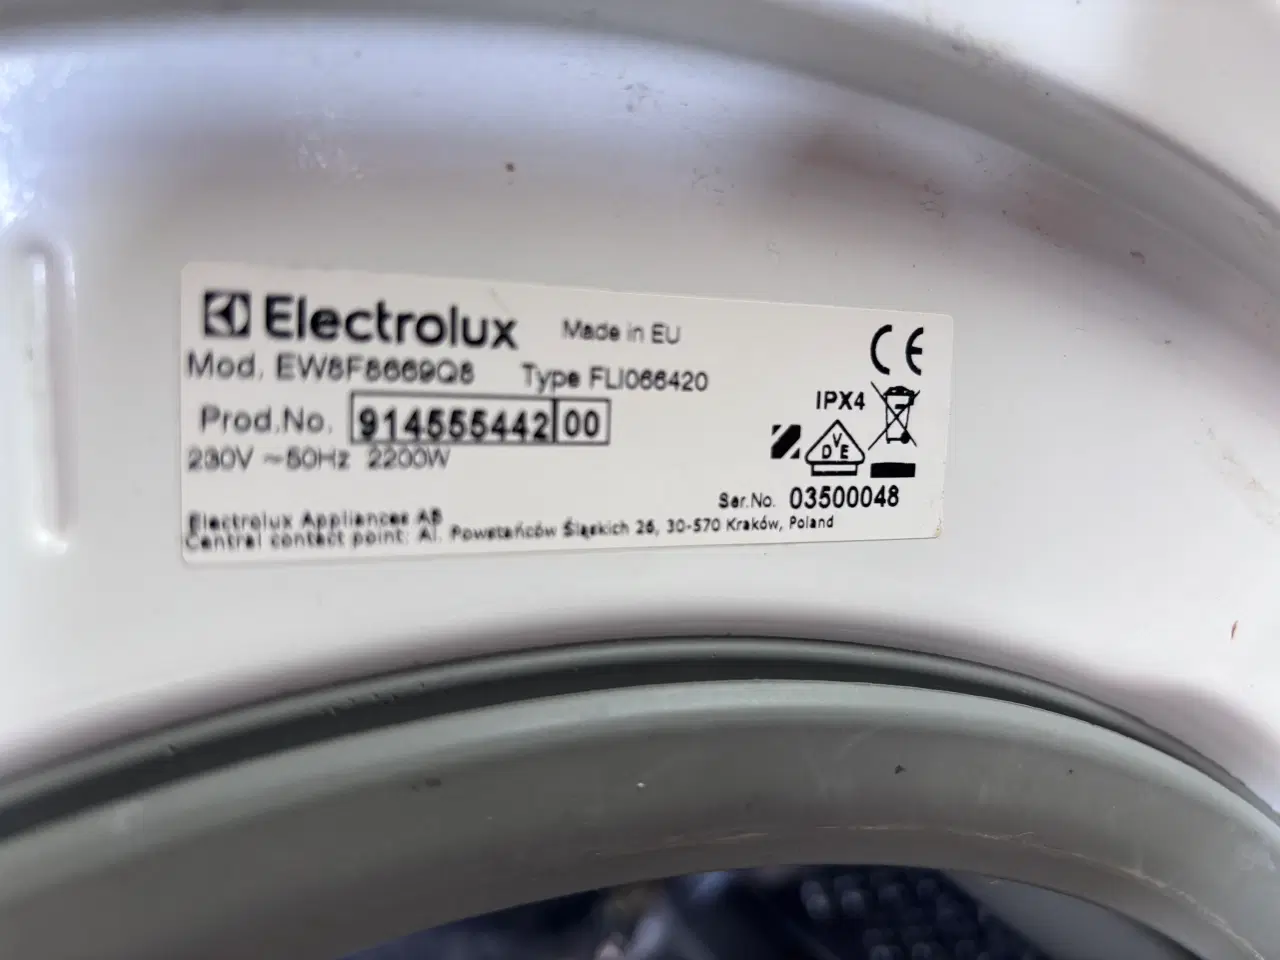 Electrolux Made in EU
Mod. EW8F8669Q8 Type FLI066420
Prod.No. 914555442 00
230V ~50Hz 2200W
IPX4
VDE
Ser.No. 03500048
Electrolux Appliances AB
Central contact point: Al. Powstańców Śląskich 26, 30-570 Kraków, Poland
CE